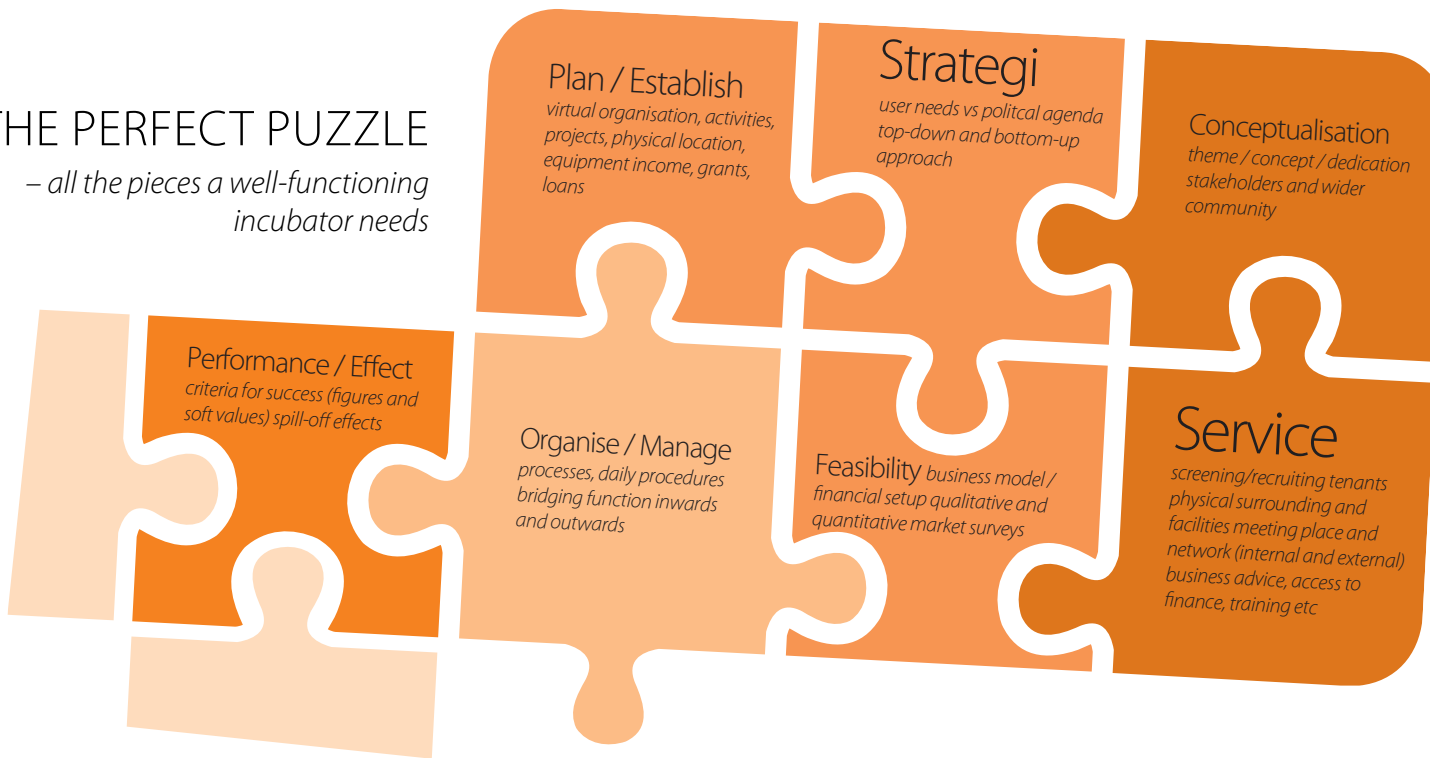 THE PERFECT PUZZLE
– all the pieces a well-functioning
incubator needs
Plan / Establish
virtual organisation, activities,
projects, physical location,
equipment income, grants,
loans
Strategi
user needs vs politcal agenda
top-down and bottom-up
approach
Conceptualisation
theme / concept / dedication
stakeholders and wider
community
Performance / Effect
criteria for success (figures and
soft values) spill-off effects
Organise / Manage
processes, daily procedures
bridging function inwards
and outwards
Feasibility business model /
financial setup qualitative and
quantitative market surveys
Service
screening/recruiting tenants
physical surrounding and
facilities meeting place and
network (internal and external)
business advice, access to
finance, training etc